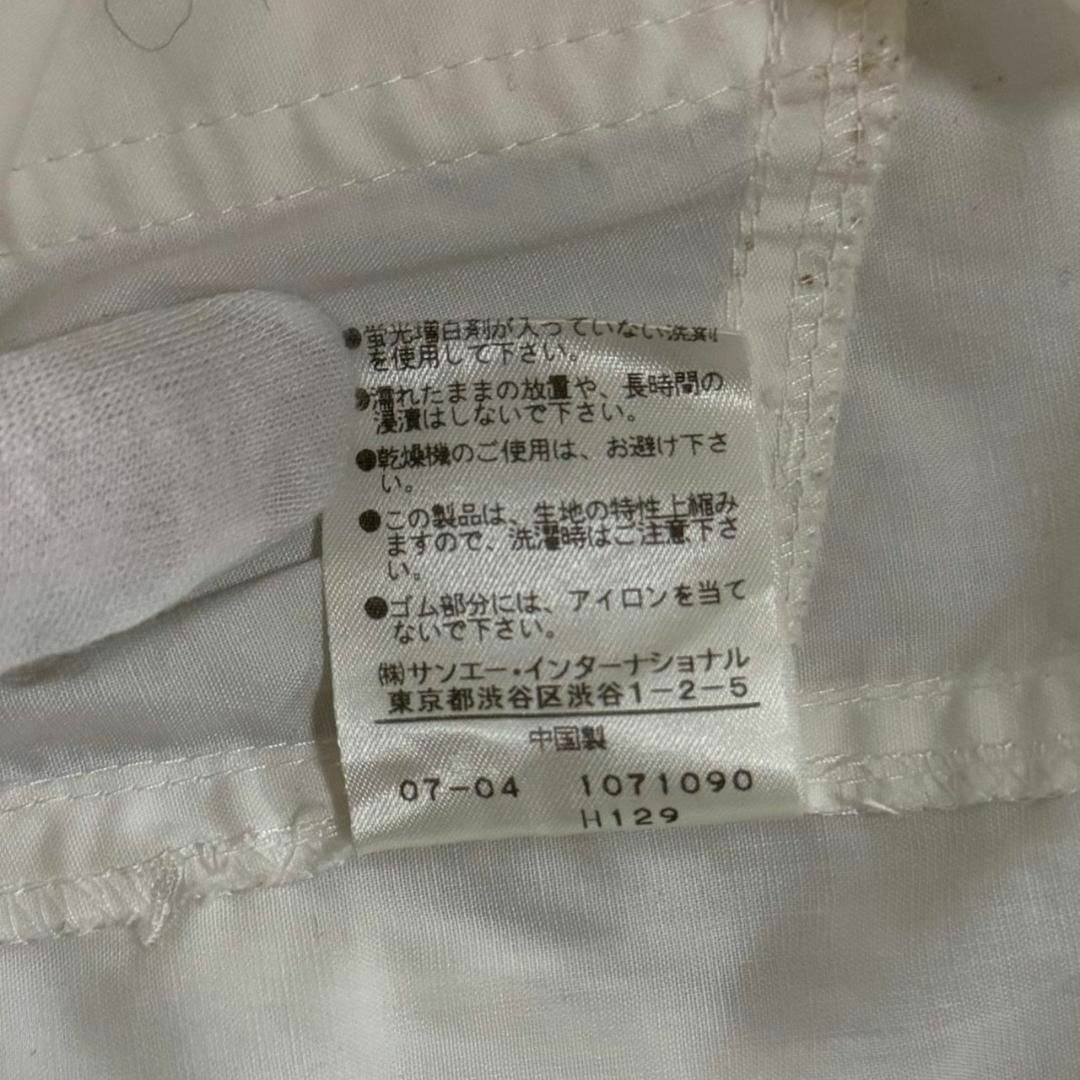 ●蛍光増白剤が入っていない洗剤
を使用して下さい。
●濡れたままの放置や、長時間の
浸漬はしないで下さい。
●乾燥機のご使用は、お避け下さ
い。
●この製品は、生地の特性上縮み
ますので、洗濯時はご注意下さ
い。
●ゴム部分には、アイロンを当て
ないで下さい。
㈱サンエー・インターナショナル
東京都渋谷区渋谷1-2-5
中国製
07-04 1071090
H129